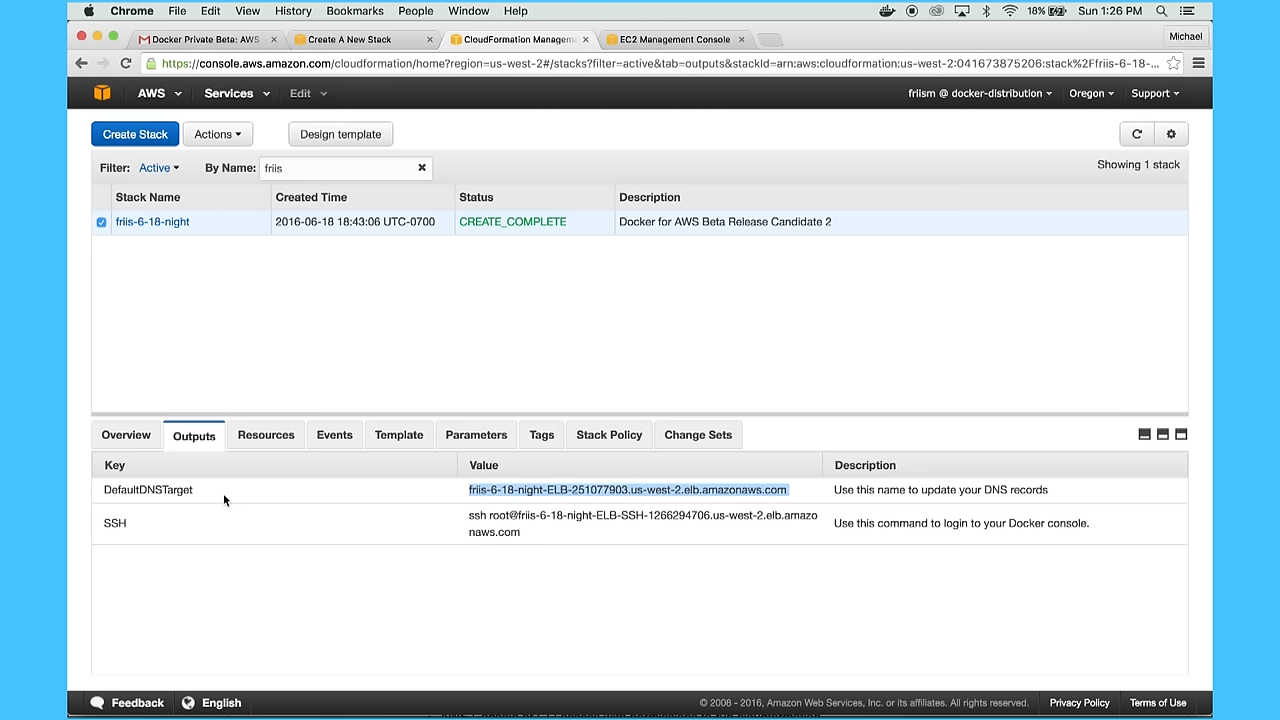 Chrome File Edit View History Bookmarks People Window Help 18% Sun 1:26 PM
Docker Private Beta: AWS Create A New Stack CloudFormation Managem EC2 Management Console Michael
https://console.aws.amazon.com/cloudformation/home?region=us-west-2#/stacks?filter=active&tab=outputs&stackId=arn:aws:cloudformation:us-west-2:041673875206:stack%2Ffriis-6-18-...
AWS Services Edit friism @ docker-distribution Oregon Support
Create Stack Actions Design template
Filter: Active By Name: friis Showing 1 stack
Stack Name Created Time Status Description
friis-6-18-night 2016-06-18 18:43:06 UTC-0700 CREATE_COMPLETE Docker for AWS Beta Release Candidate 2
Overview Outputs Resources Events Template Parameters Tags Stack Policy Change Sets
Key Value Description
DefaultDNSTarget friis-6-18-night-ELB-251077903.us-west-2.elb.amazonaws.com Use this name to update your DNS records
SSH ssh root@friis-6-18-night-ELB-SSH-1266294706.us-west-2.elb.amazo
naws.com Use this command to login to your Docker console.
Feedback English © 2008 - 2016, Amazon Web Services, Inc. or its affiliates. All rights reserved. Privacy Policy Terms of Use